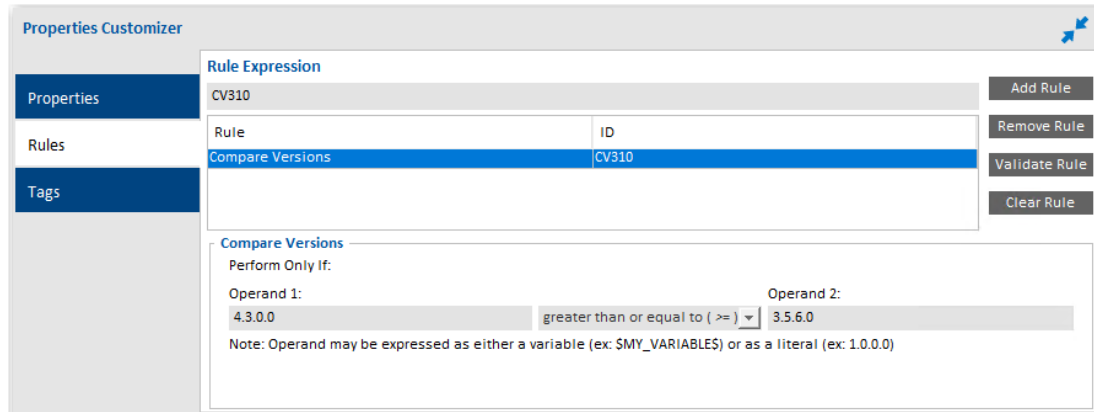 Properties Customizer
Rule Expression
Properties
CV310
Add Rule
Rules
Rule ID
Remove Rule
Compare Versions CV310
Validate Rule
Tags
Clear Rule
Compare Versions
Perform Only If:
Operand 1: Operand 2:
4.3.0.0 greater than or equal to ( >= ) 3.5.6.0
Note: Operand may be expressed as either a variable (ex: $MY_VARIABLE$) or as a literal (ex: 1.0.0.0)